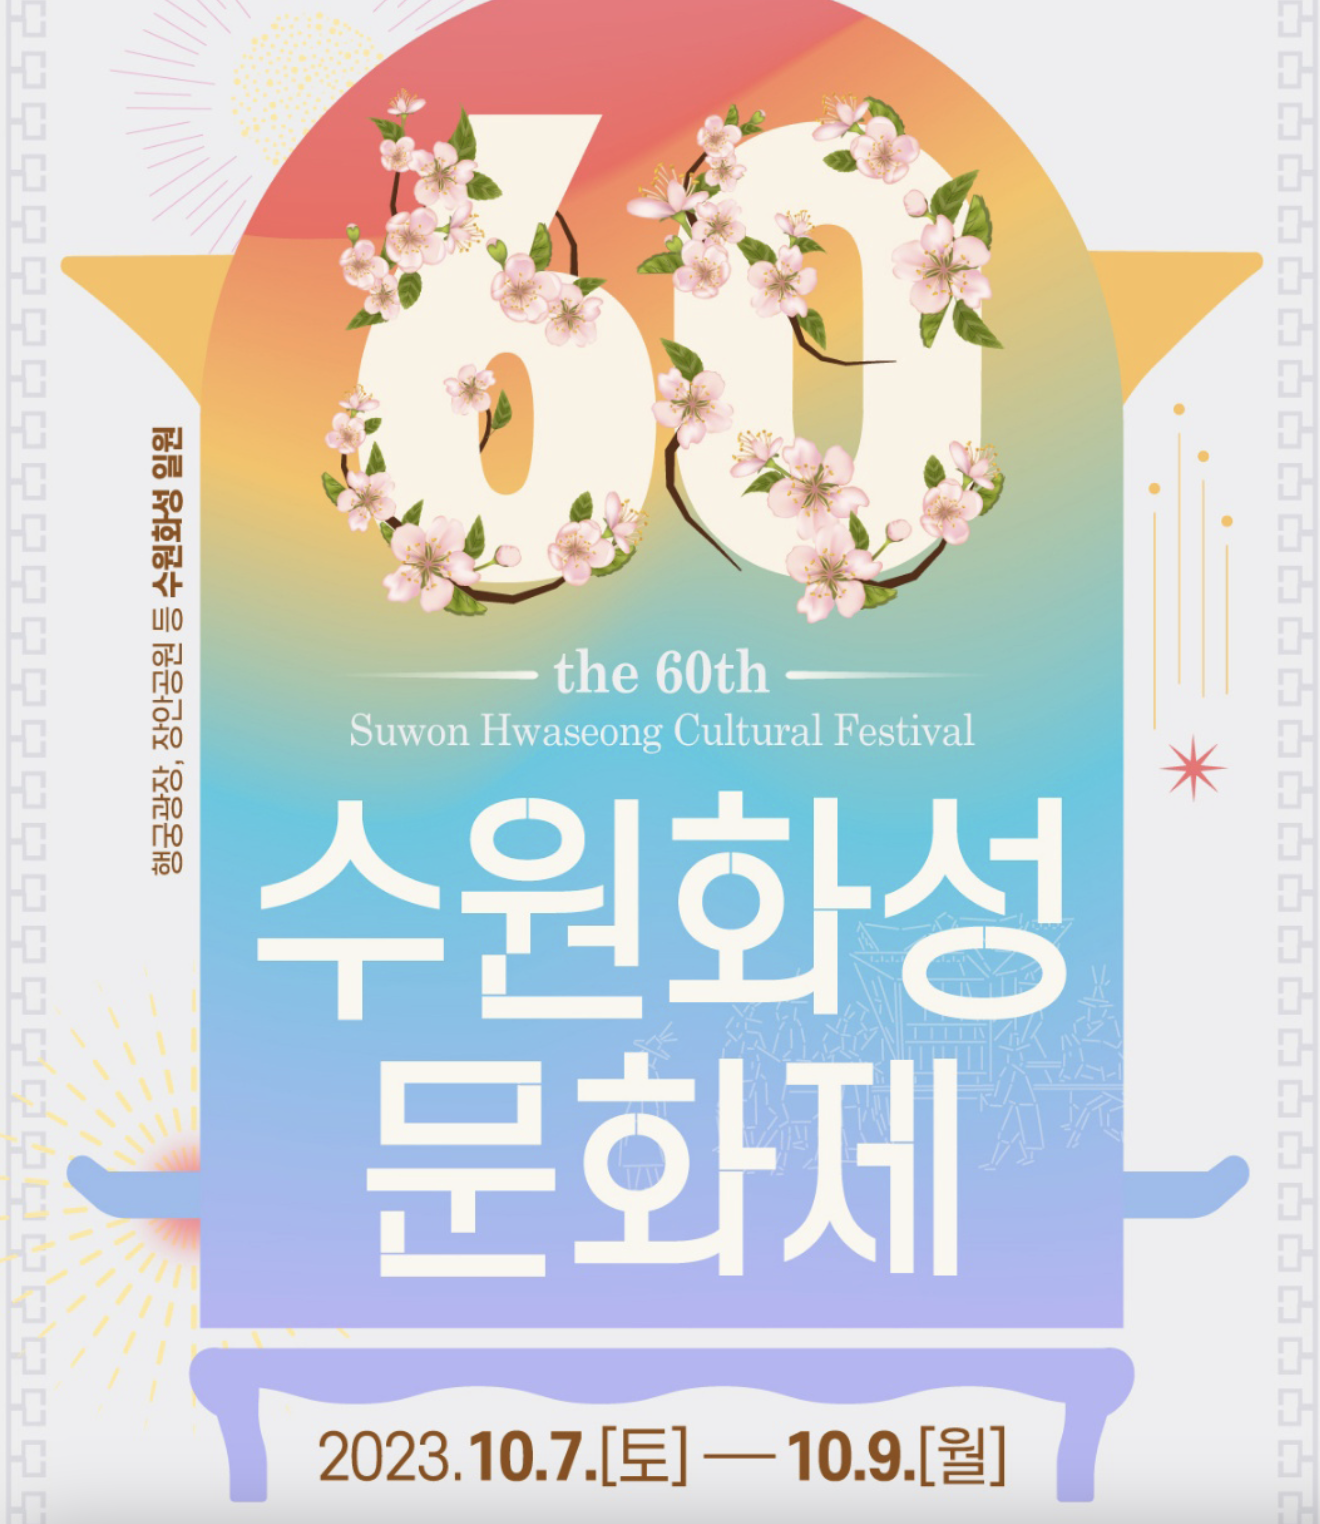 60
the 60th
Suwon Hwaseong Cultural Festival
수원화성
문화제
행궁광장, 장안공원 등 수원화성 일원
2023.10.7.[토] — 10.9.[월]